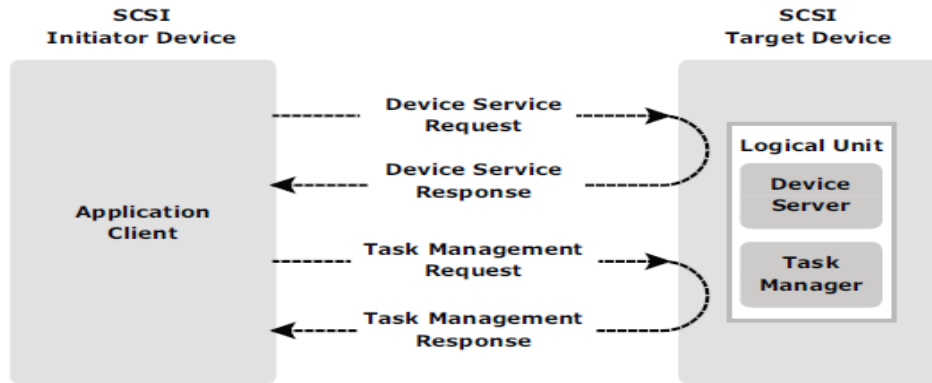 SCSI
Initiator Device
SCSI
Target Device
Device Service
Request
Device Service
Response
Application
Client
Task Management
Request
Task Management
Response
Logical Unit
Device
Server
Task
Manager